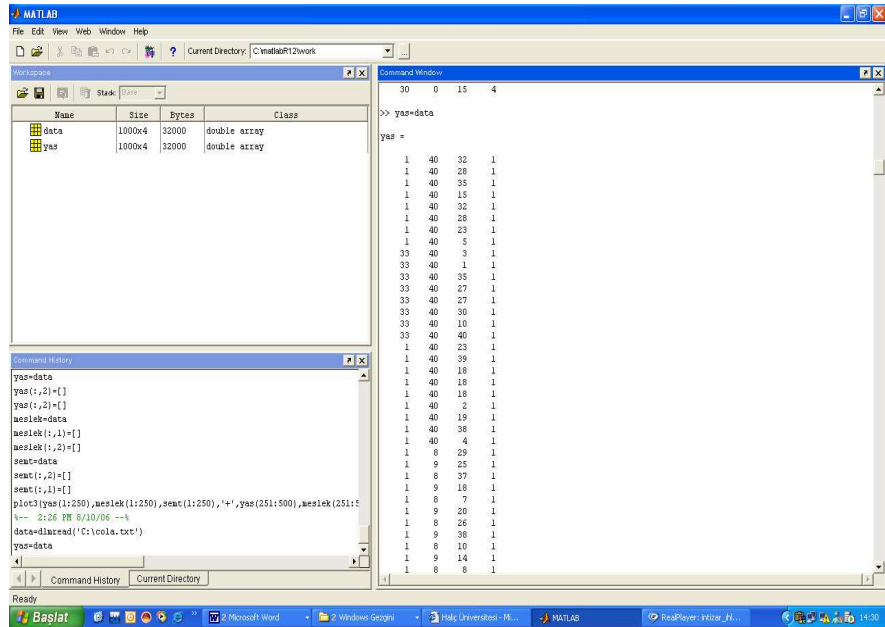 MATLAB
File Edit View Web Window Help
Current Directory: C:\matlabR12\work
Workspace
Stack: Base
Name Size Bytes Class
data 1000x4 32000 double array
yas 1000x4 32000 double array
Command History
yas=data
yas(:,2)=[]
yas(:,2)=[]
meslek=data
meslek(:,1)=[]
meslek(:,2)=[]
semt=data
semt(:,2)=[]
semt(:,1)=[]
plot3(yas(1:250),meslek(1:250),semt(1:250),'+',yas(251:500),meslek(251:5
%-- 2:26 PM 8/10/06 --%
data=dlmread('C:\cola.txt')
yas=data
Command History Current Directory
Command Window
30 0 15 4
>> yas=data
yas =
1 40 32 1
1 40 28 1
1 40 35 1
1 40 15 1
1 40 32 1
1 40 28 1
1 40 23 1
1 40 5 1
33 40 3 1
33 40 1 1
33 40 35 1
33 40 27 1
33 40 27 1
33 40 30 1
33 40 10 1
33 40 40 1
1 40 23 1
1 40 39 1
1 40 18 1
1 40 18 1
1 40 18 1
1 40 2 1
1 40 19 1
1 40 38 1
1 40 4 1
1 8 29 1
1 9 25 1
1 8 37 1
1 9 18 1
1 8 7 1
1 9 20 1
1 8 26 1
1 9 38 1
1 8 10 1
1 9 14 1
1 8 8 1
Ready
Başlat
2 Microsoft Word
2 Windows Gezgini
Haliç Üniversitesi - Mi...
MATLAB
RealPlayer: intizar_hl...
14:30